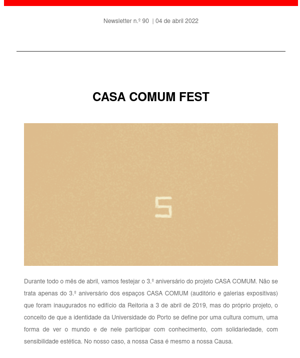 Newsletter n.º 90 | 04 de abril 2022
CASA COMUM FEST
5
Durante todo o mês de abril, vamos festejar o 3.º aniversário do projeto CASA COMUM. Não se
trata apenas do 3.º aniversário dos espaços CASA COMUM (auditório e galerias expositivas)
que foram inaugurados no edifício da Reitoria a 3 de abril de 2019, mas do próprio projeto, o
conceito de que a identidade da Universidade do Porto se define por uma cultura comum, uma
forma de ver o mundo e de nele participar com conhecimento, com solidariedade, com
sensibilidade estética. No nosso caso, a nossa Casa é mesmo a nossa Causa.